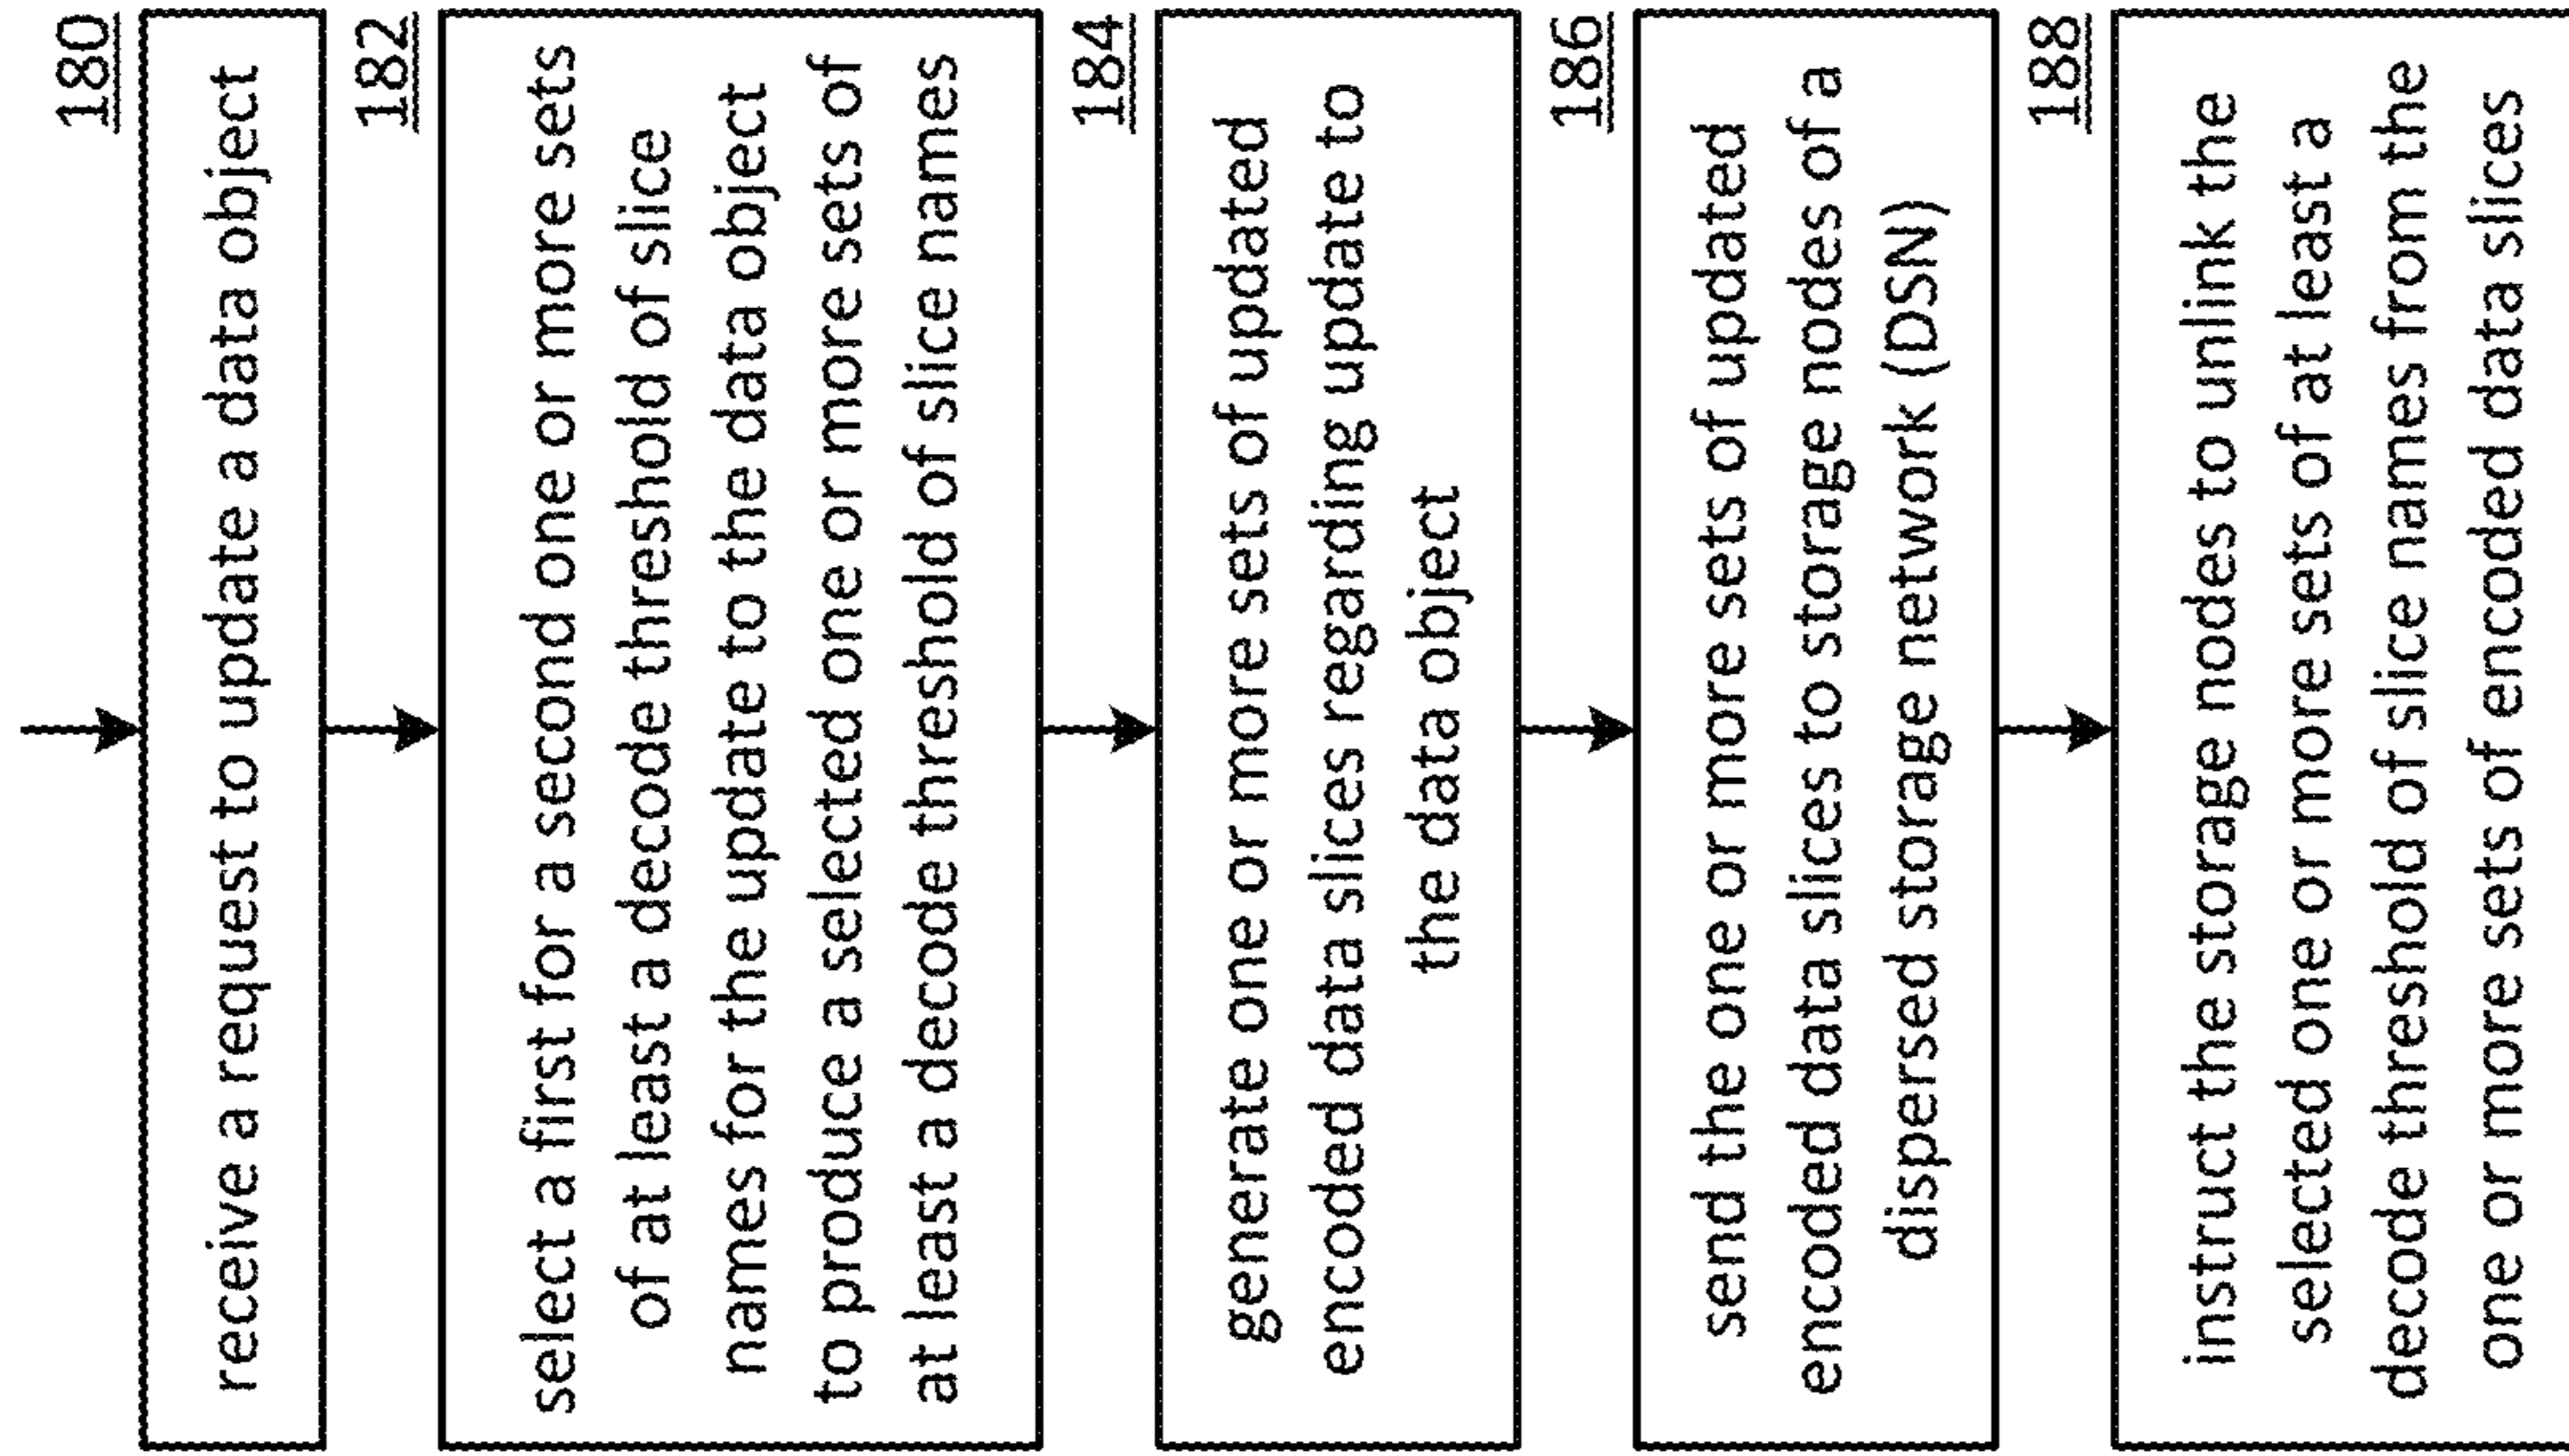 180
receive a request to update a data object
182
select a first for a second one or more sets
of at least a decode threshold of slice
names for the update to the data object
to produce a selected one or more sets of
at least a decode threshold of slice names
184
generate one or more sets of updated
encoded data slices regarding update to
the data object
186
send the one or more sets of updated
encoded data slices to storage nodes of a
dispersed storage network (DSN)
188
instruct the storage nodes to unlink the
selected one or more sets of at least a
decode threshold of slice names from the
one or more sets of encoded data slices